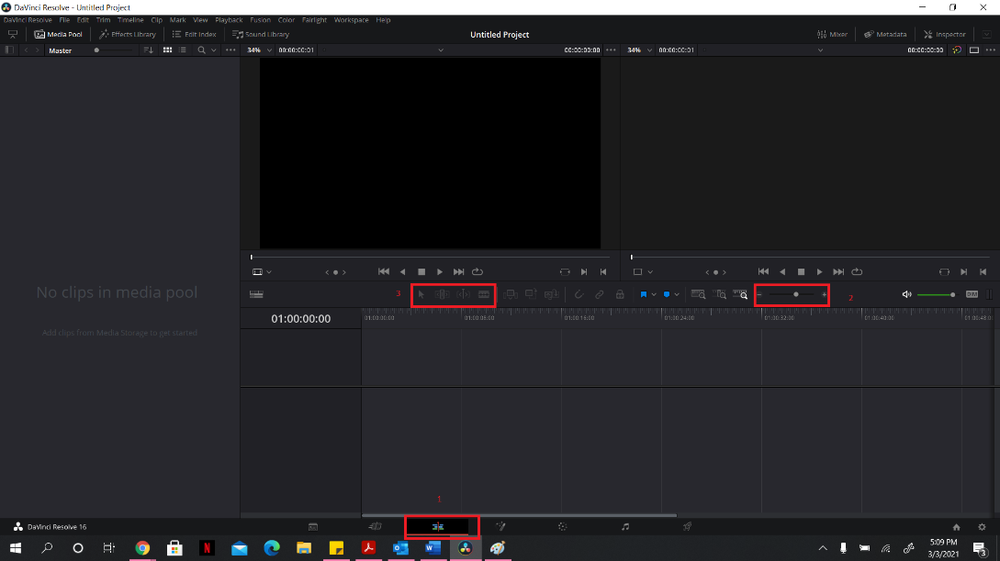 DaVinci Resolve - Untitled Project
DaVinci Resolve File Edit Trim Timeline Clip Mark View Playback Fusion Color Fairlight Workspace Help
Media Pool Effects Library Edit Index Sound Library Untitled Project Mixer Metadata Inspector
Master 34% 00:00:00:01 00:00:00:00 34% 00:00:00:01 00:00:00:00
No clips in media pool
Add clips from Media Storage to get started
3 2 DIM
01:00:00:00 01:00:00:00 01:00:08:00 01:00:16:00 01:00:24:00 01:00:32:00 01:00:40:00 01:00:48:0
1
DaVinci Resolve 16
5:09 PM
3/3/2021
3